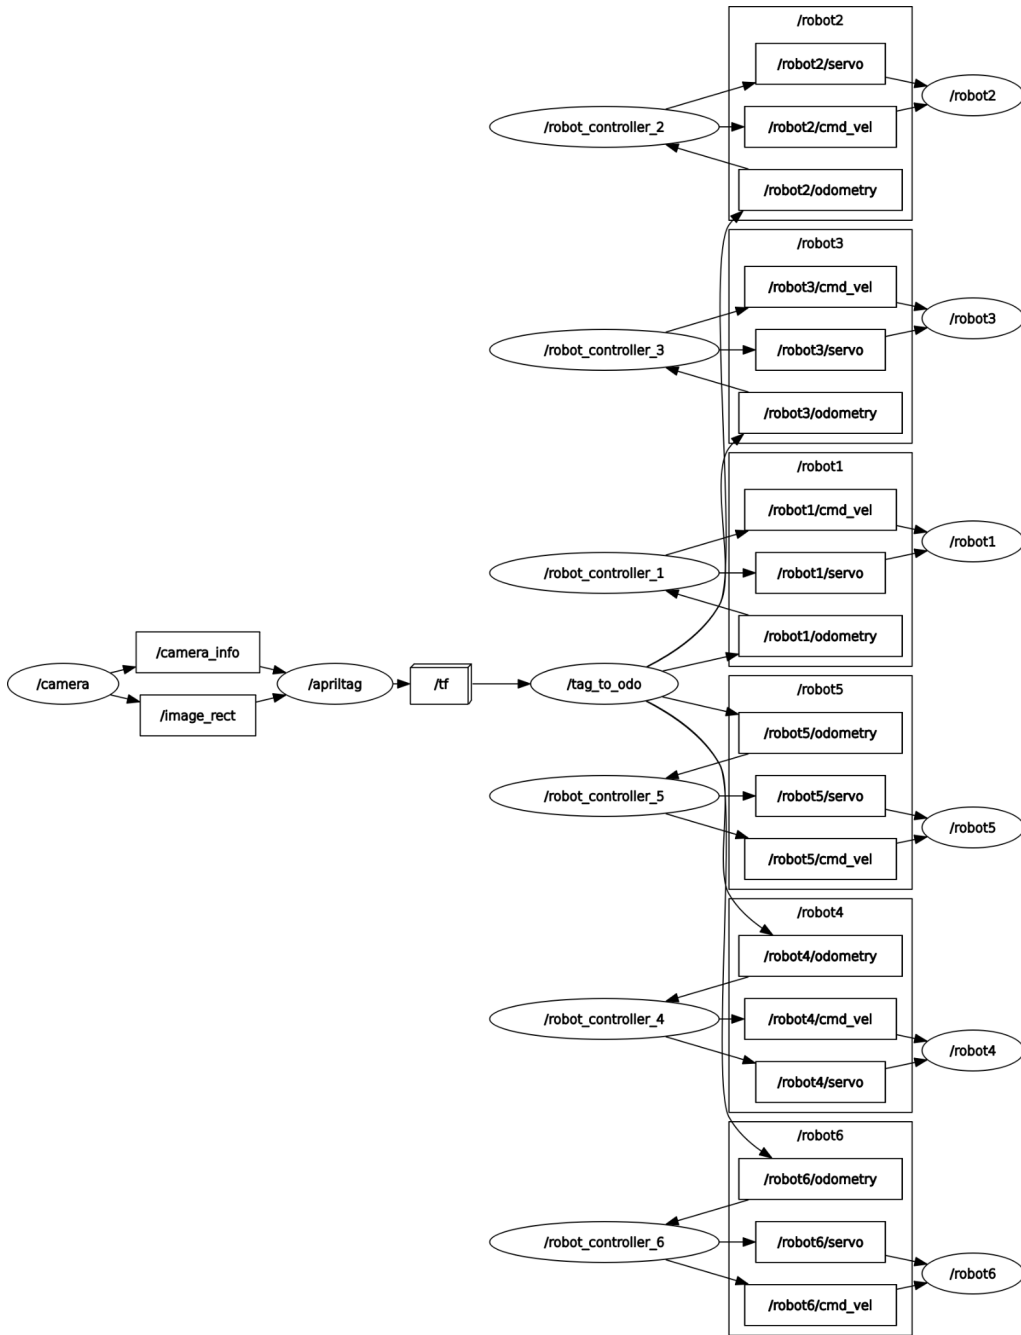 /robot2
/robot2/servo
/robot2
/robot_controller_2
/robot2/cmd_vel
/robot2/odometry
/robot3
/robot3/cmd_vel
/robot3
/robot_controller_3
/robot3/servo
/robot3/odometry
/robot1
/robot1/cmd_vel
/robot1
/robot_controller_1
/robot1/servo
/robot1/odometry
/camera_info
/camera
/apriltag
/tf
/tag_to_odo
/image_rect
/robot5
/robot5/odometry
/robot_controller_5
/robot5/servo
/robot5
/robot5/cmd_vel
/robot4
/robot4/odometry
/robot_controller_4
/robot4/cmd_vel
/robot4
/robot4/servo
/robot6
/robot6/odometry
/robot_controller_6
/robot6/servo
/robot6
/robot6/cmd_vel